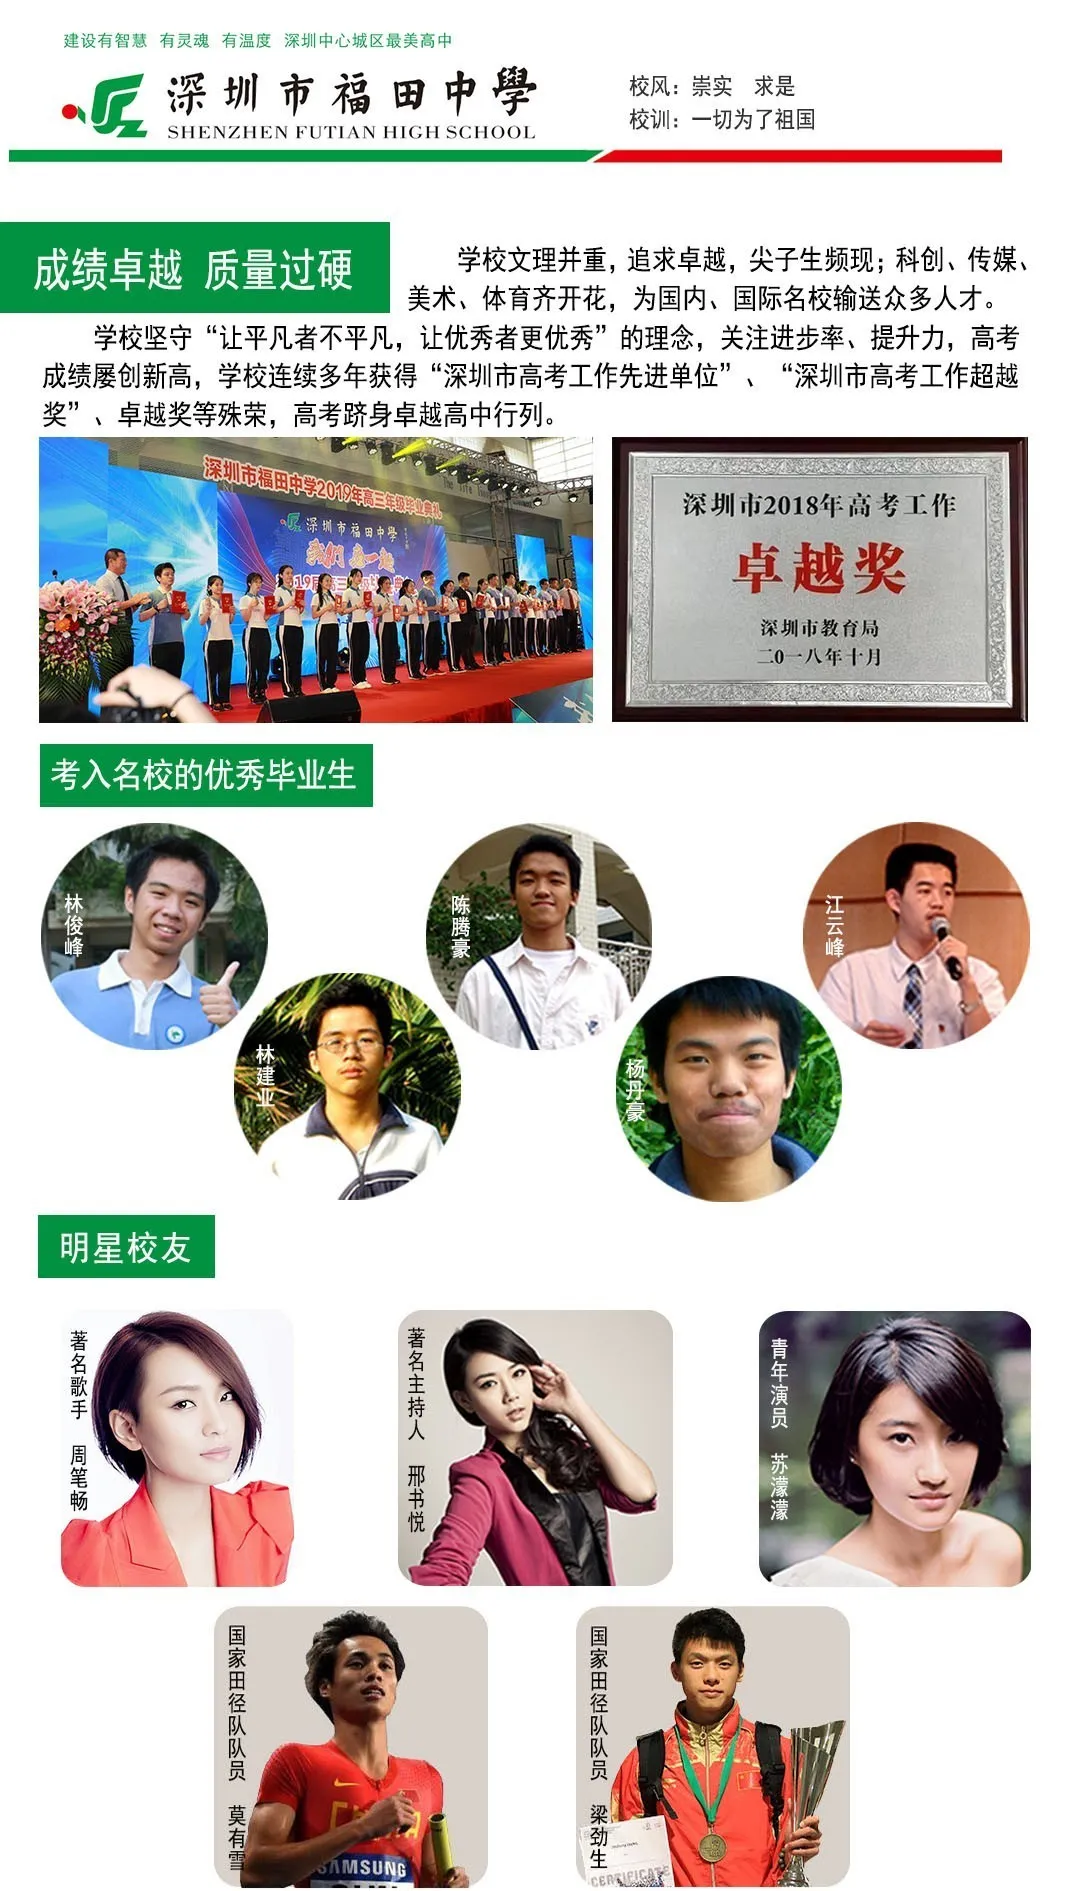 建设有智慧 有灵魂 有温度 深圳中心城区最美高中
深圳市福田中學
SHENZHEN FUTIAN HIGH SCHOOL
校风：崇实 求是
校训：一切为了祖国
成绩卓越 质量过硬
学校文理并重，追求卓越，尖子生频现；科创、传媒、
美术、体育齐开花，为国内、国际名校输送众多人才。
学校坚守“让平凡者不平凡，让优秀者更优秀”的理念，关注进步率、提升力，高考
成绩屡创新高，学校连续多年获得“深圳市高考工作先进单位”、“深圳市高考工作超越
奖”、卓越奖等殊荣，高考跻身卓越高中行列。
深圳市福田中学2019年高三年级毕业典礼
深圳市福田中學
我们 在一起
深圳市2018年高考工作
卓越奖
深圳市教育局
二0一八年十月
考入名校的优秀毕业生
林俊峰
陈腾豪
江云峰
林建业
杨丹豪
明星校友
著名歌手 周笔畅
著名主持人 邢书悦
青年演员 苏濛濛
国家田径队队员 莫有雪
国家田径队队员 梁劲生
SAMSUNG
CERTIFICATE